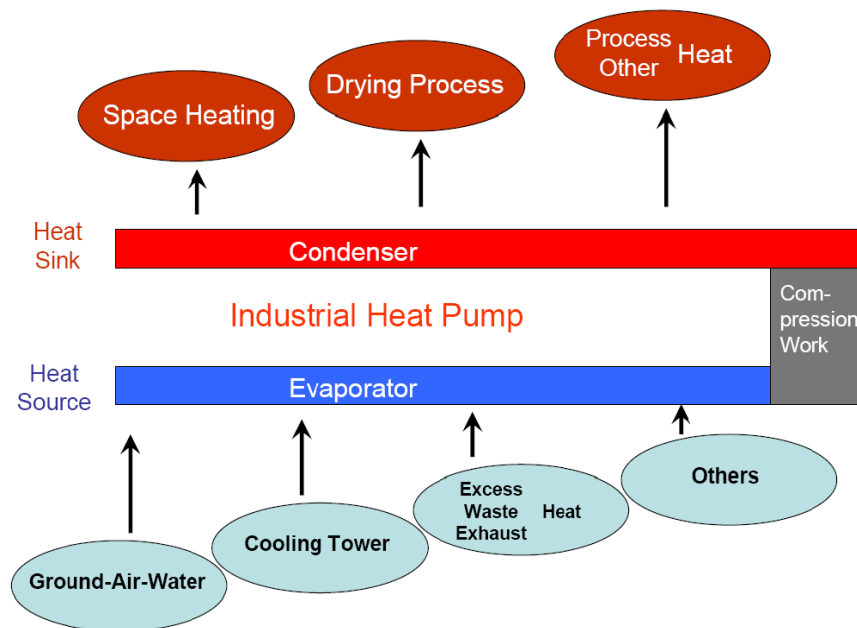 Space Heating
Drying Process
Process
Other
Heat
Heat
Sink
Condenser
Industrial Heat Pump
Com-
pression
Work
Heat
Source
Evaporator
Ground-Air-Water
Cooling Tower
Excess
Waste
Exhaust
Heat
Others